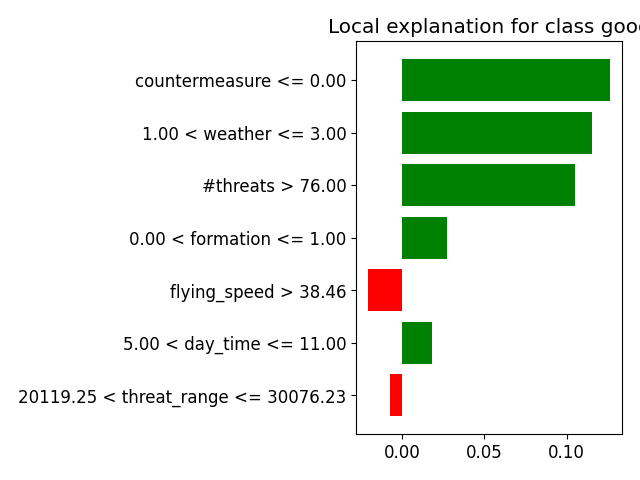 Local explanation for class good
countermeasure <= 0.00
1.00 < weather <= 3.00
#threats > 76.00
0.00 < formation <= 1.00
flying_speed > 38.46
5.00 < day_time <= 11.00
20119.25 < threat_range <= 30076.23
0.00 0.05 0.10